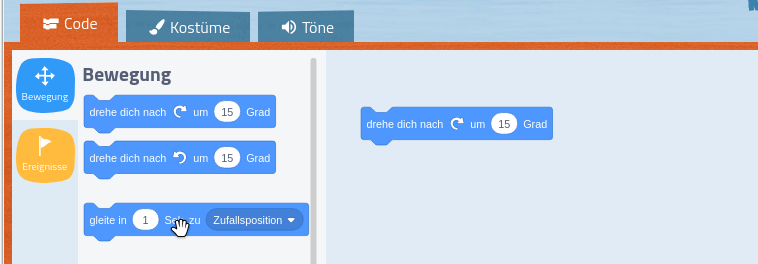 Code Kostüme Töne
Bewegung
Bewegung
Ereignisse
drehe dich nach um 15 Grad
drehe dich nach um 15 Grad
gleite in 1 zu Zufallsposition
drehe dich nach um 15 Grad